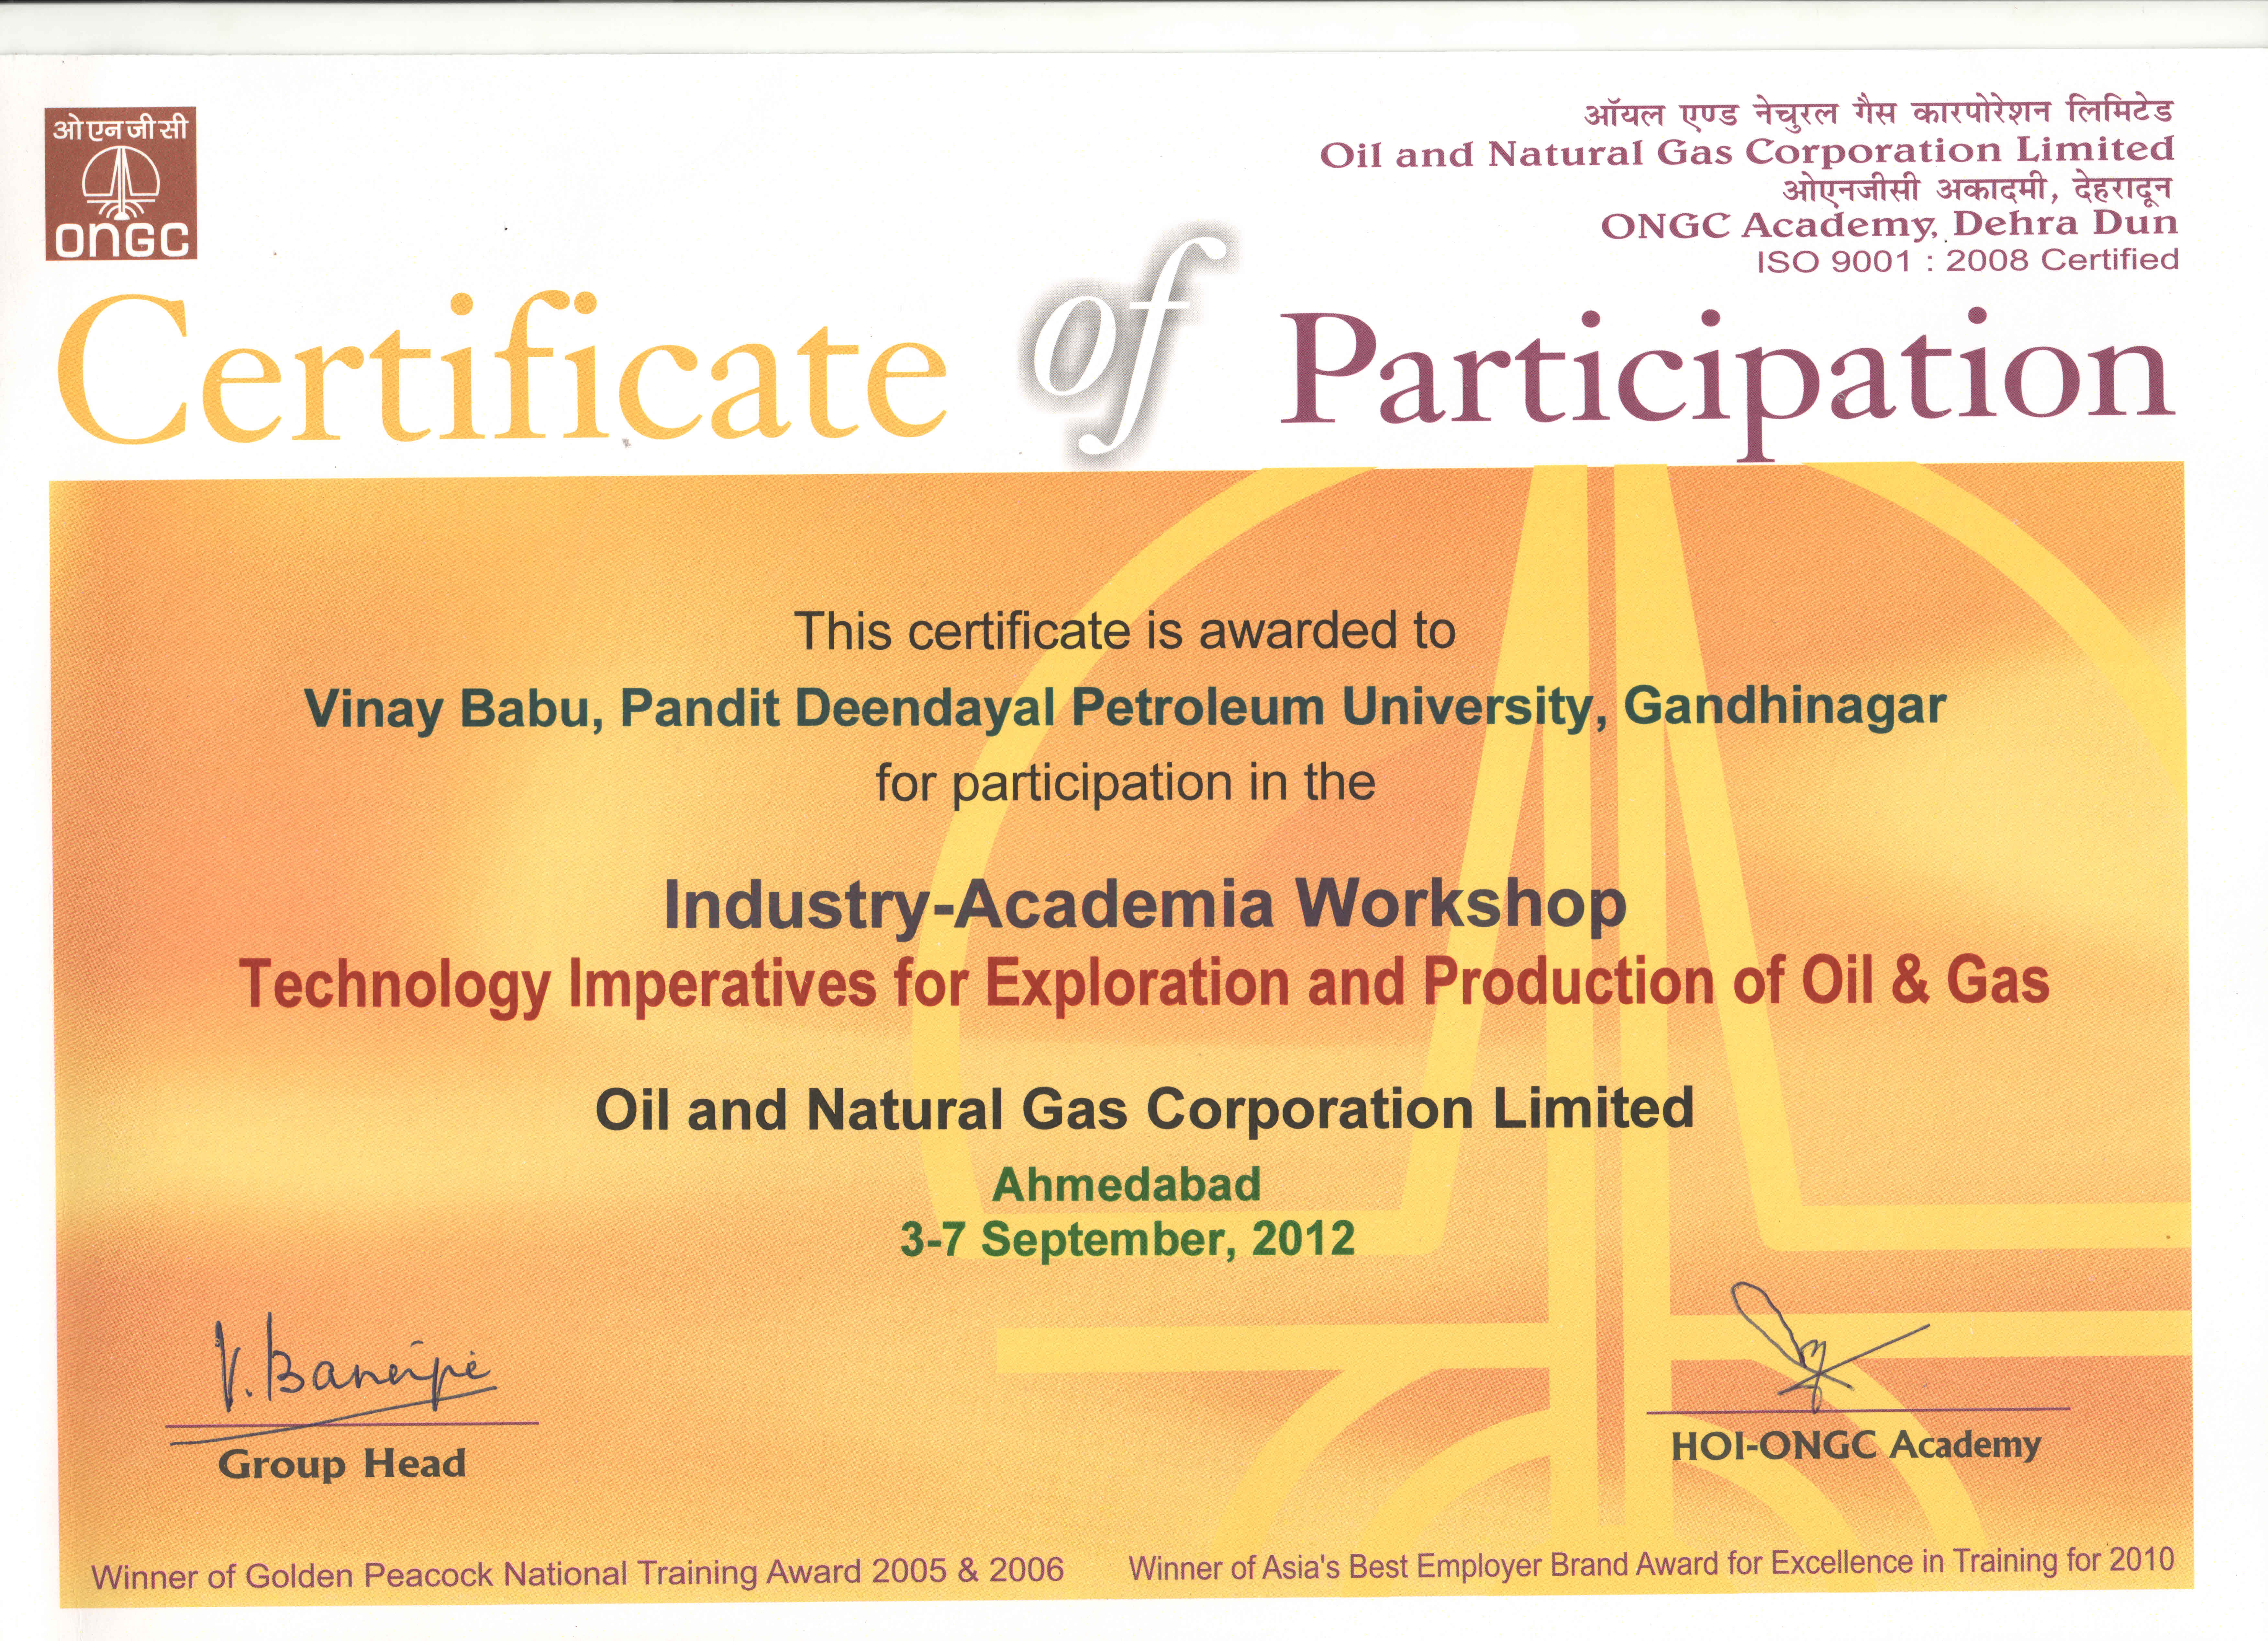 ओ एन जी सी
ONGC
ऑयल एण्ड नेचुरल गैस कारपोरेशन लिमिटेड
Oil and Natural Gas Corporation Limited
ओएनजीसी अकादमी, देहरादून
ONGC Academy, Dehra Dun
ISO 9001 : 2008 Certified
Certificate of Participation
This certificate is awarded to
Vinay Babu, Pandit Deendayal Petroleum University, Gandhinagar
for participation in the
Industry-Academia Workshop
Technology Imperatives for Exploration and Production of Oil & Gas
Oil and Natural Gas Corporation Limited
Ahmedabad
3-7 September, 2012
V. Banerjee
Group Head
HOI-ONGC Academy
Winner of Golden Peacock National Training Award 2005 & 2006
Winner of Asia's Best Employer Brand Award for Excellence in Training for 2010